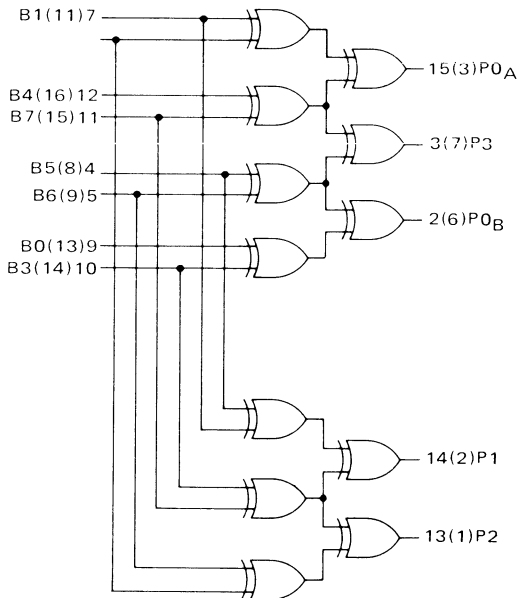 B1(11)7
15(3)P0A
B4(16)12
B7(15)11
3(7)P3
B5(8)4
B6(9)5
2(6)P0B
B0(13)9
B3(14)10
14(2)P1
13(1)P2